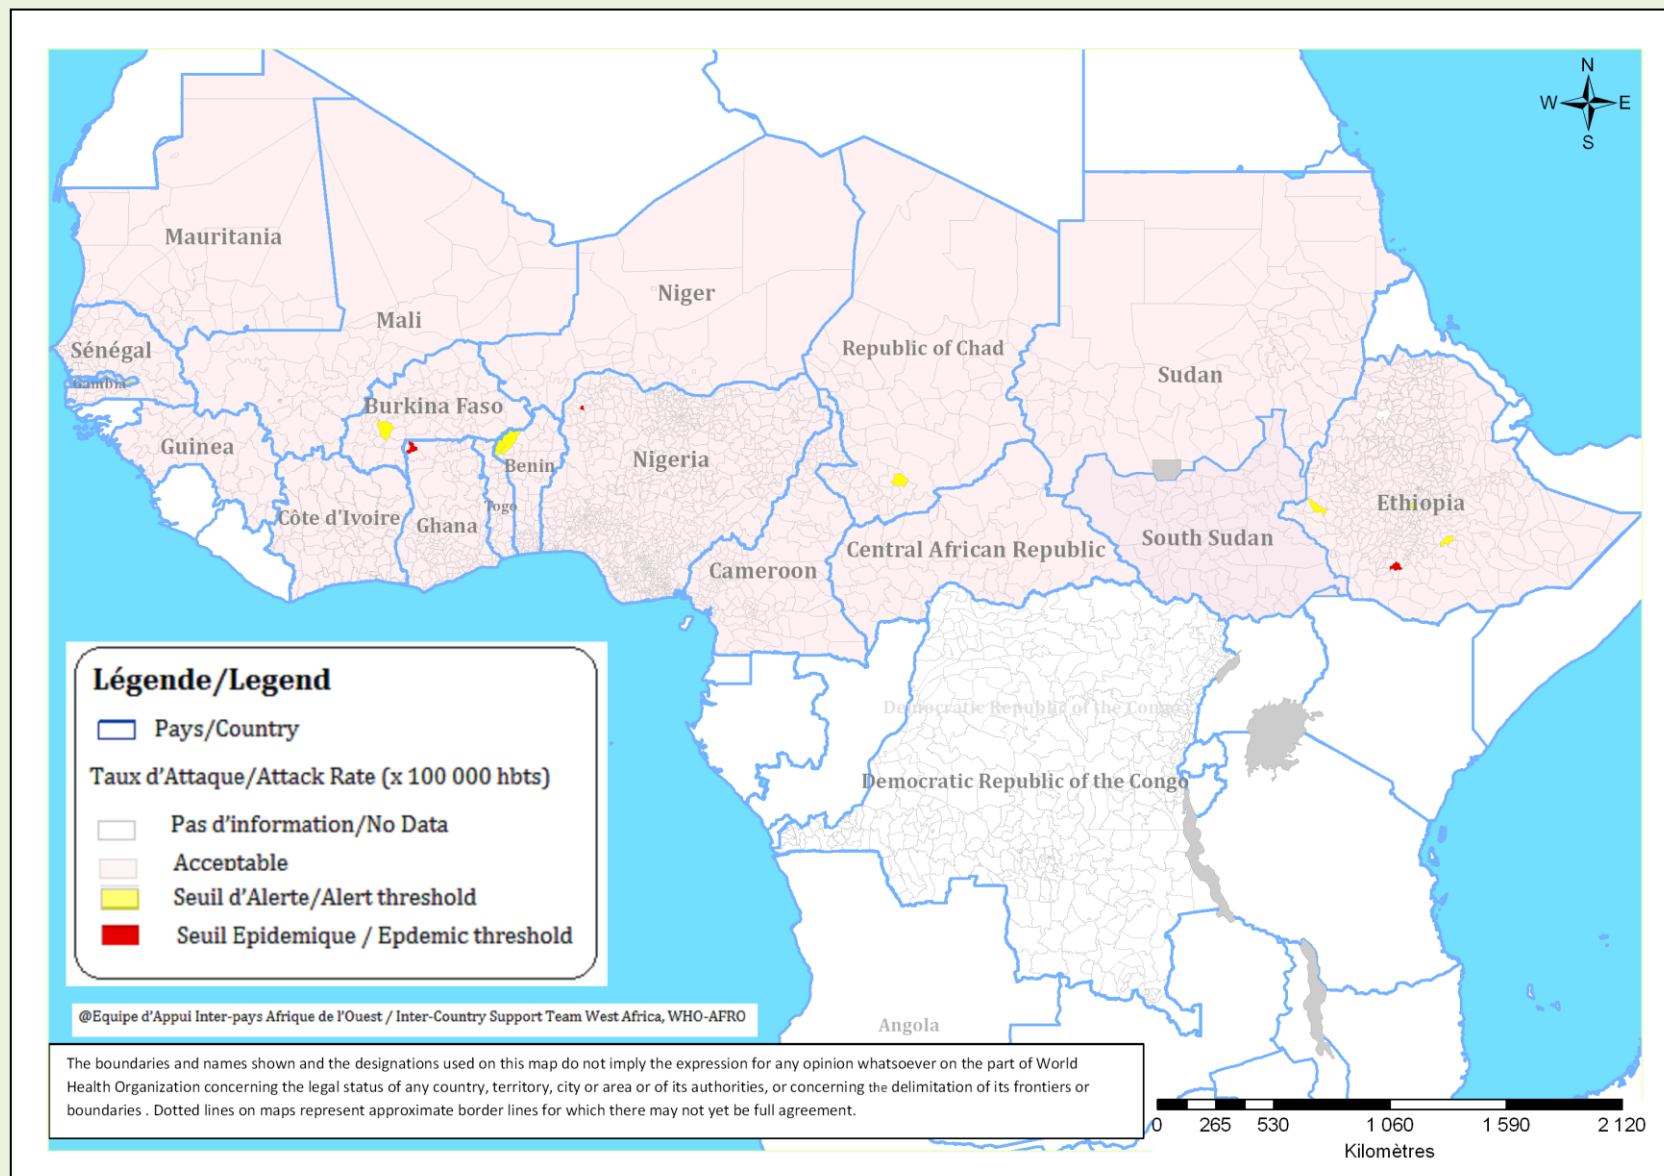 N
W E
S
Mauritania
Mali
Niger
Republic of Chad
Sudan
Sénégal
Gambia
Burkina Faso
Guinea
Benin
Nigeria
Togo
Côte d'Ivoire
Ghana
Cameroon
Central African Republic
South Sudan
Ethiopia
Democratic Republic of the Congo
Democratic Republic of the Congo
Angola
Légende/Legend
Pays/Country
Taux d'Attaque/Attack Rate (x 100 000 hbts)
Pas d'information/No Data
Acceptable
Seuil d'Alerte/Alert threshold
Seuil Epidemique / Epdemic threshold
@Equipe d'Appui Inter-pays Afrique de l'Ouest / Inter-Country Support Team West Africa, WHO-AFRO
The boundaries and names shown and the designations used on this map do not imply the expression for any opinion whatsoever on the part of World
Health Organization concerning the legal status of any country, territory, city or area or of its authorities, or concerning the delimitation of its frontiers or
boundaries . Dotted lines on maps represent approximate border lines for which there may not yet be full agreement.
0 265 530 1 060 1 590 2 120
Kilomètres